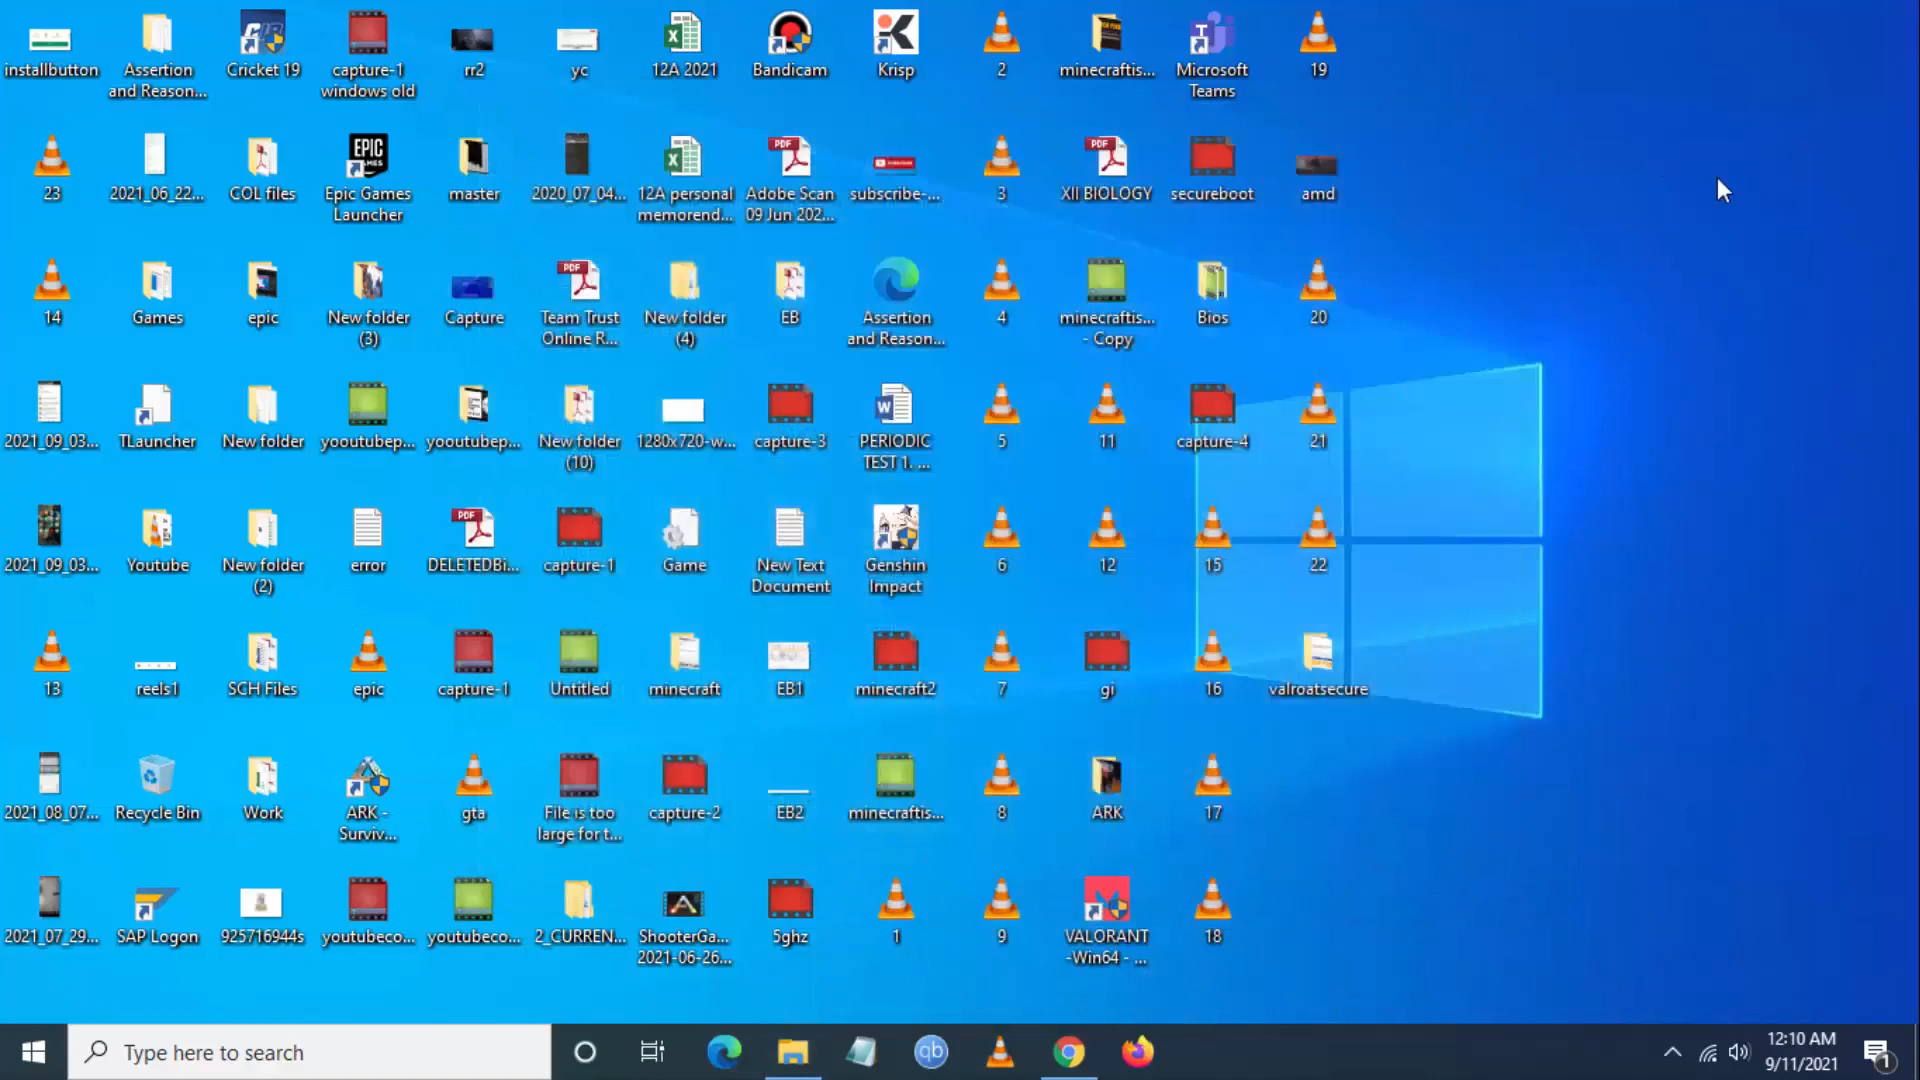 installbutton
Assertion
and Reason...
Cricket 19
capture-1
windows old
rr2
yc
12A 2021
Bandicam
Krisp
2
minecraftis...
Microsoft
Teams
19
23
2021_06_22...
COL files
EPIC
GAMES
Epic Games
Launcher
master
2020_07_04...
12A personal
memorend...
PDF
Adobe Scan
09 Jun 202...
subscribe-...
3
PDF
XII BIOLOGY
secureboot
amd
14
Games
epic
New folder
(3)
Capture
PDF
Team Trust
Online R...
New folder
(4)
EB
Assertion
and Reason...
4
minecraftis...
- Copy
Bios
20
2021_09_03...
TLauncher
New folder
yooutubep...
yooutubep...
New folder
(10)
1280x720-w...
capture-3
PERIODIC
TEST 1. ...
5
11
capture-4
21
2021_09_03...
Youtube
New folder
(2)
error
PDF
DELETEDBi...
capture-1
Game
New Text
Document
Genshin
Impact
6
12
15
22
13
reels1
SCH Files
epic
capture-1
Untitled
minecraft
EB1
minecraft2
7
gi
16
valroatsecure
2021_08_07...
Recycle Bin
Work
ARK -
Surviv...
gta
File is too
large for t...
capture-2
EB2
minecraftis...
8
ARK
17
2021_07_29...
SAP Logon
925716944s
youtubeco...
youtubeco...
2_CURREN...
ShooterGa...
2021-06-26...
5ghz
1
9
VALORANT
-Win64 - ...
18
Type here to search
qb
12:10 AM
9/11/2021
1